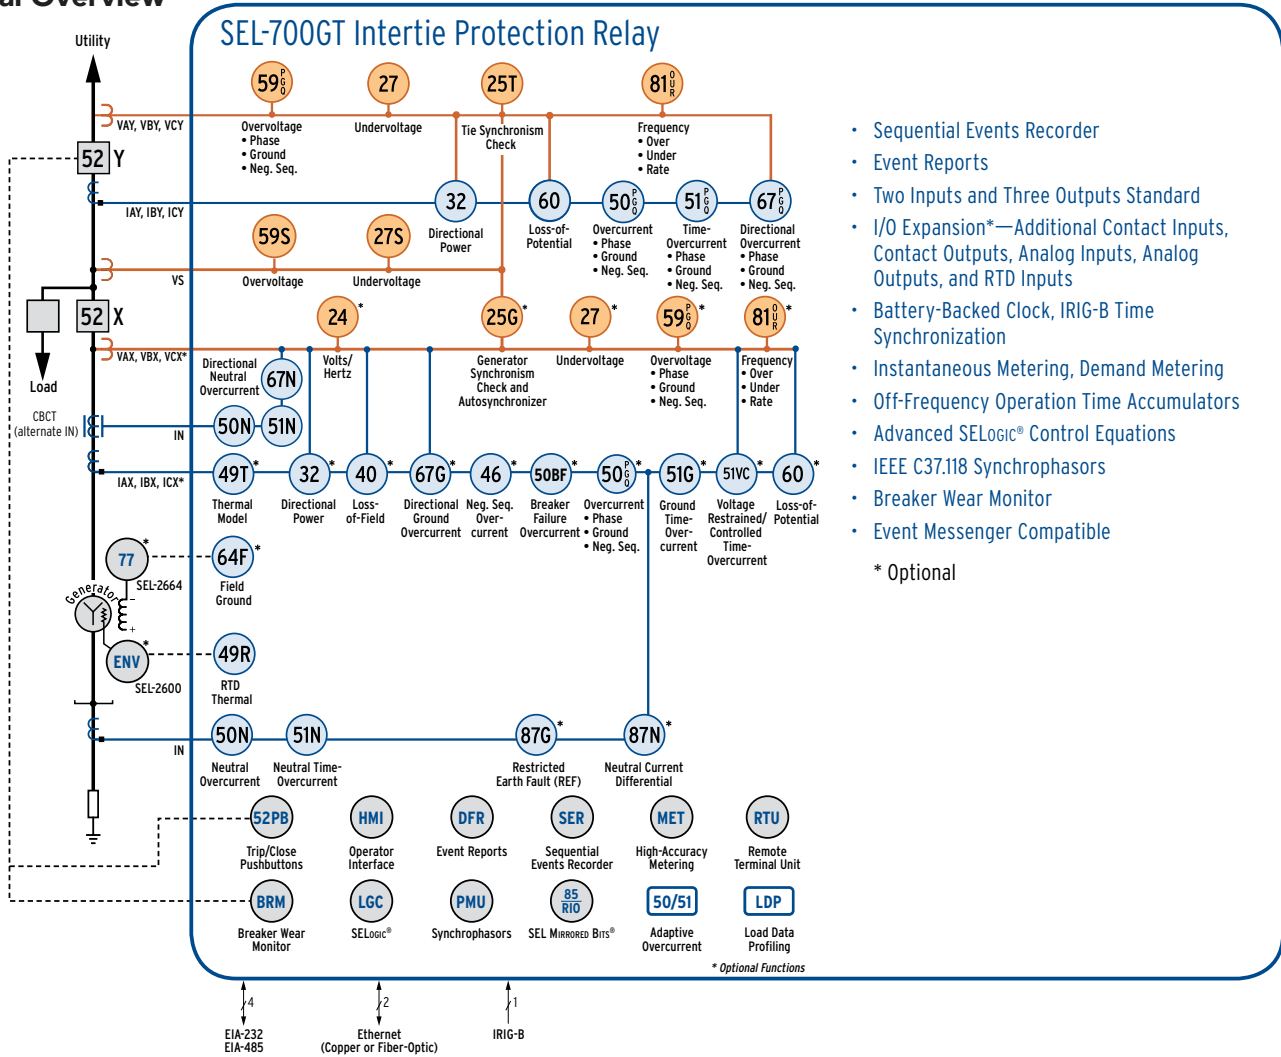 al Overview
SEL-700GT Intertie Protection Relay
Utility
59 P G Q
27
25T
81 O U R
VAY, VBY, VCY
Overvoltage
• Phase
• Ground
• Neg. Seq.
Undervoltage
Tie Synchronism
Check
Frequency
• Over
• Under
• Rate
52 Y
IAY, IBY, ICY
32
60
50 P G Q
51 P G Q
67 P G Q
Directional
Power
Loss-of-
Potential
Overcurrent
• Phase
• Ground
• Neg. Seq.
Time-
Overcurrent
• Phase
• Ground
• Neg. Seq.
Directional
Overcurrent
• Phase
• Ground
• Neg. Seq.
59S
27S
VS
Overvoltage
Undervoltage
52 X
Load
24 *
25G *
27 *
59 P G Q *
81 O U R *
VAX, VBX, VCX*
Volts/
Hertz
Generator
Synchronism
Check and
Autosynchronizer
Undervoltage
Overvoltage
• Phase
• Ground
• Neg. Seq.
Frequency
• Over
• Under
• Rate
Directional
Neutral
Overcurrent
67N
CBCT
(alternate IN)
IN
50N
51N
IAX, IBX, ICX*
49T *
32 *
40 *
67G *
46 *
50BF *
50 P G Q *
51G *
51VC *
60 *
Thermal
Model
Directional
Power
Loss-
of-Field
Directional
Ground
Overcurrent
Neg. Seq.
Over-
current
Breaker
Failure
Overcurrent
Overcurrent
• Phase
• Ground
• Neg. Seq.
Ground
Time-
Over-
current
Voltage
Restrained/
Controlled
Time-
Overcurrent
Loss-of-
Potential
77 *
SEL-2664
64F *
Field
Ground
Generator
-
+
ENV *
SEL-2600
49R
RTD
Thermal
IN
50N
51N
87G *
87N *
Neutral
Overcurrent
Neutral Time-
Overcurrent
Restricted
Earth Fault (REF)
Neutral Current
Differential
52PB
HMI
DFR
SER
MET
RTU
Trip/Close
Pushbuttons
Operator
Interface
Event Reports
Sequential
Events Recorder
High-Accuracy
Metering
Remote
Terminal Unit
BRM
LGC
PMU
85
RIO
50/51
LDP
Breaker Wear
Monitor
SELOGIC®
Synchrophasors
SEL MIRRORED BITS®
Adaptive
Overcurrent
Load Data
Profiling
* Optional Functions
4
2
1
EIA-232
EIA-485
Ethernet
(Copper or Fiber-Optic)
IRIG-B
• Sequential Events Recorder
• Event Reports
• Two Inputs and Three Outputs Standard
• I/O Expansion*—Additional Contact Inputs,
Contact Outputs, Analog Inputs, Analog
Outputs, and RTD Inputs
• Battery-Backed Clock, IRIG-B Time
Synchronization
• Instantaneous Metering, Demand Metering
• Off-Frequency Operation Time Accumulators
• Advanced SELOGIC® Control Equations
• IEEE C37.118 Synchrophasors
• Breaker Wear Monitor
• Event Messenger Compatible
* Optional